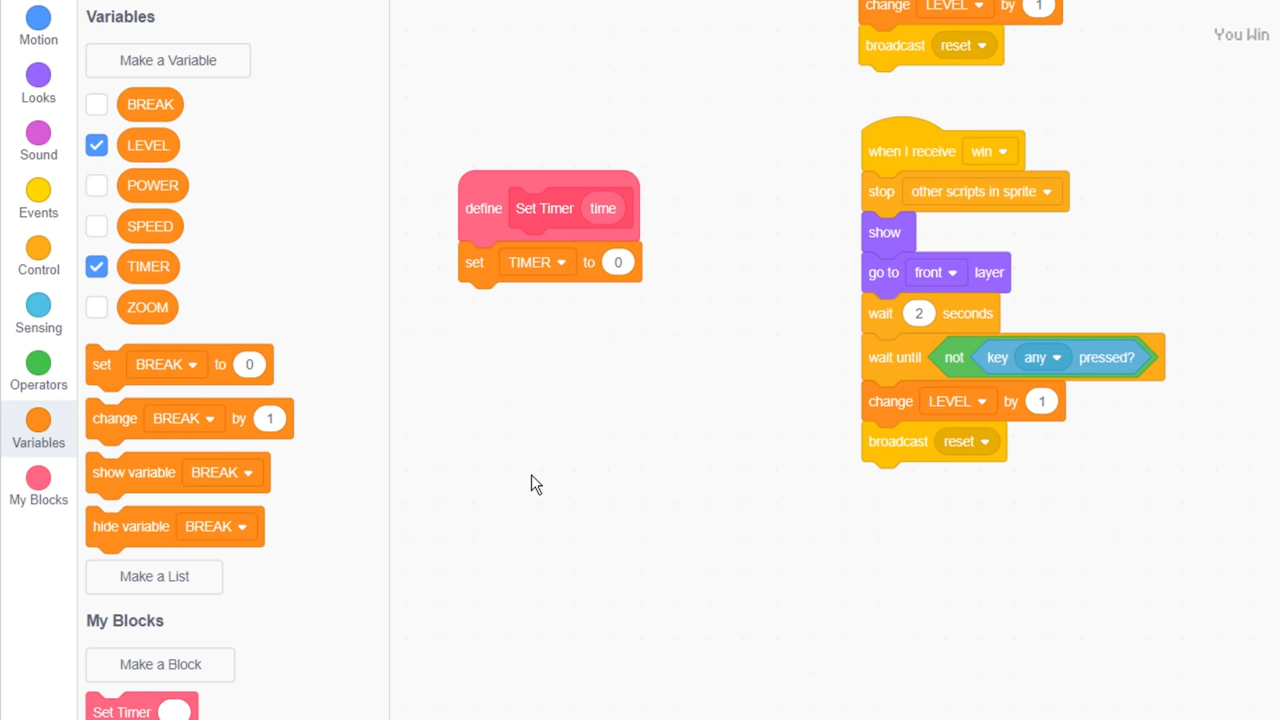 Motion
Looks
Sound
Events
Control
Sensing
Operators
Variables
My Blocks
Variables
Make a Variable
BREAK
LEVEL
POWER
SPEED
TIMER
ZOOM
set BREAK to 0
change BREAK by 1
show variable BREAK
hide variable BREAK
Make a List
My Blocks
Make a Block
Set Timer
define Set Timer time
set TIMER to 0
change LEVEL by 1
broadcast reset
when I receive win
stop other scripts in sprite
show
go to front layer
wait 2 seconds
wait until not key any pressed?
change LEVEL by 1
broadcast reset
You Win